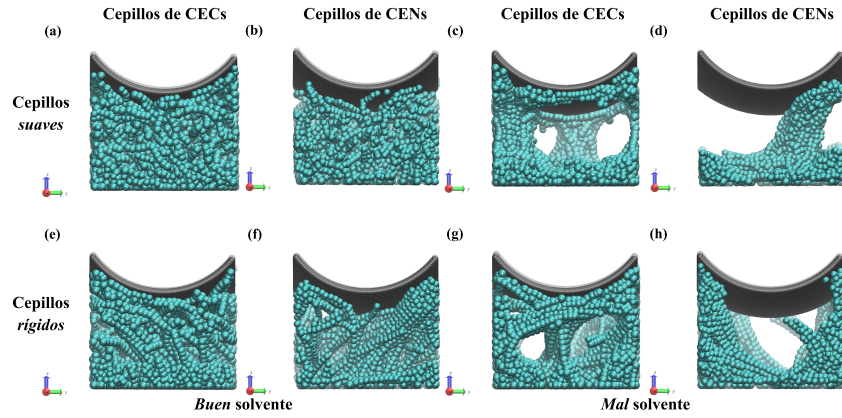 Cepillos de CECs
Cepillos de CENs
Cepillos de CECs
Cepillos de CENs
(a)
(b)
(c)
(d)
Cepillos
suaves
(e)
(f)
(g)
(h)
Cepillos
rígidos
Buen solvente
Mal solvente